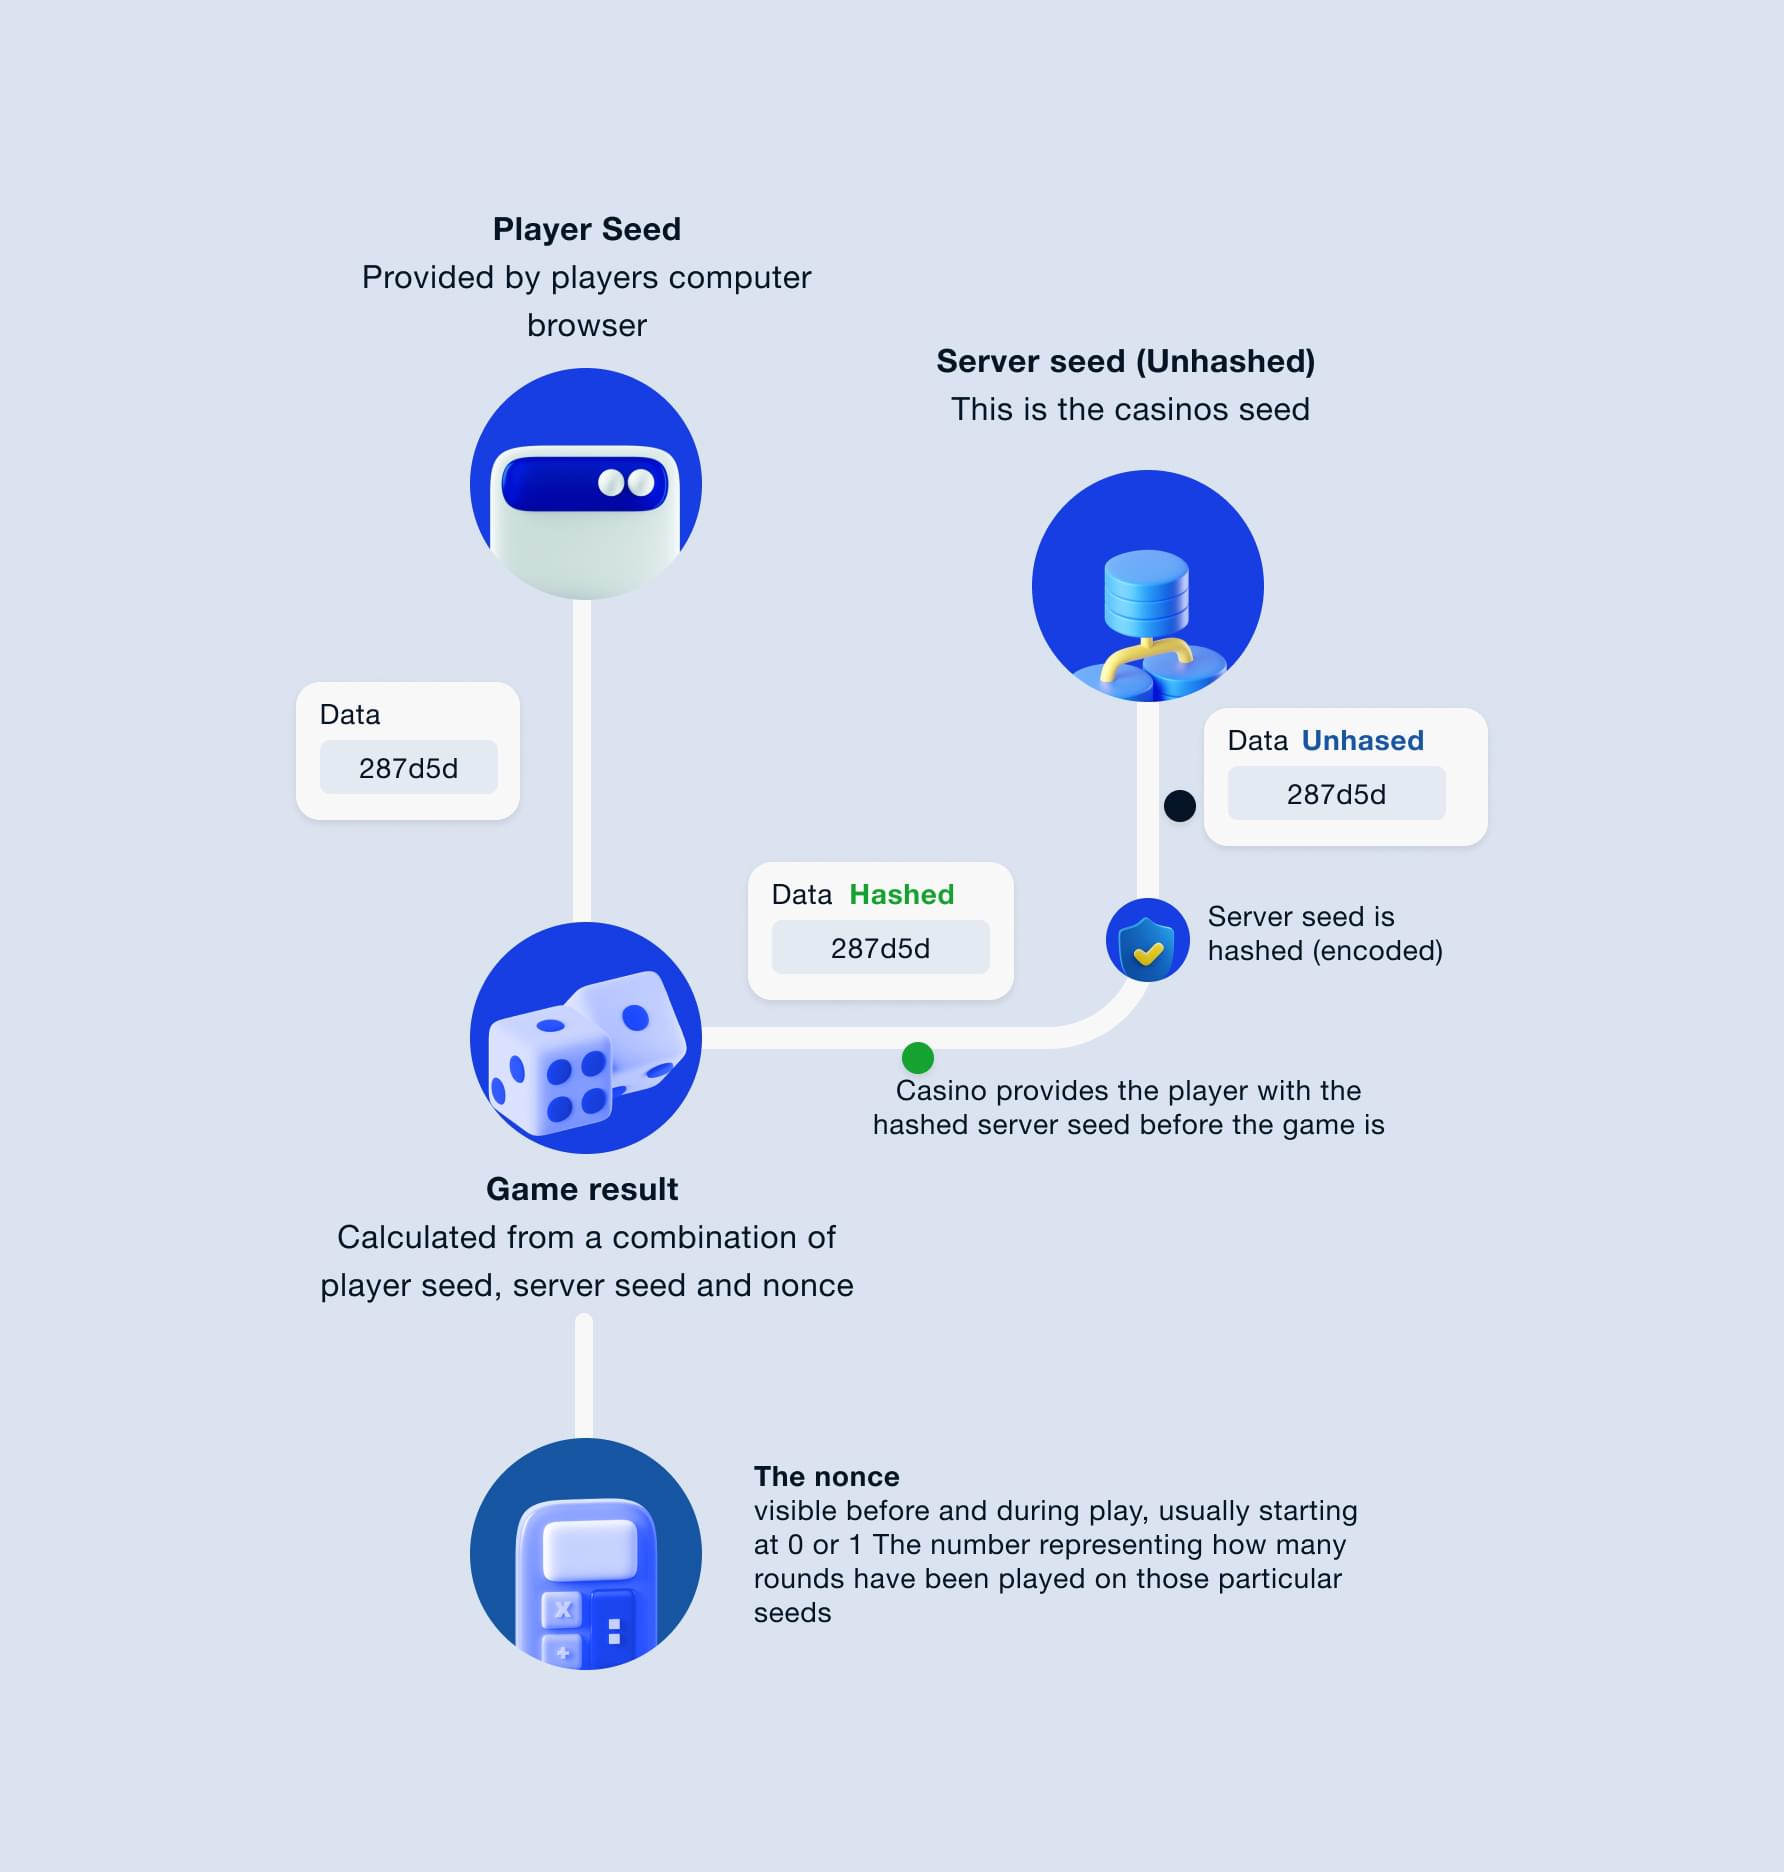 Player Seed
Provided by players computer
browser
Server seed (Unhashed)
This is the casinos seed
Data
287d5d
Data Unhased
287d5d
Data Hashed
287d5d
Server seed is
hashed (encoded)
Casino provides the player with the
hashed server seed before the game is
Game result
Calculated from a combination of
player seed, server seed and nonce
The nonce
visible before and during play, usually starting
at 0 or 1 The number representing how many
rounds have been played on those particular
seeds